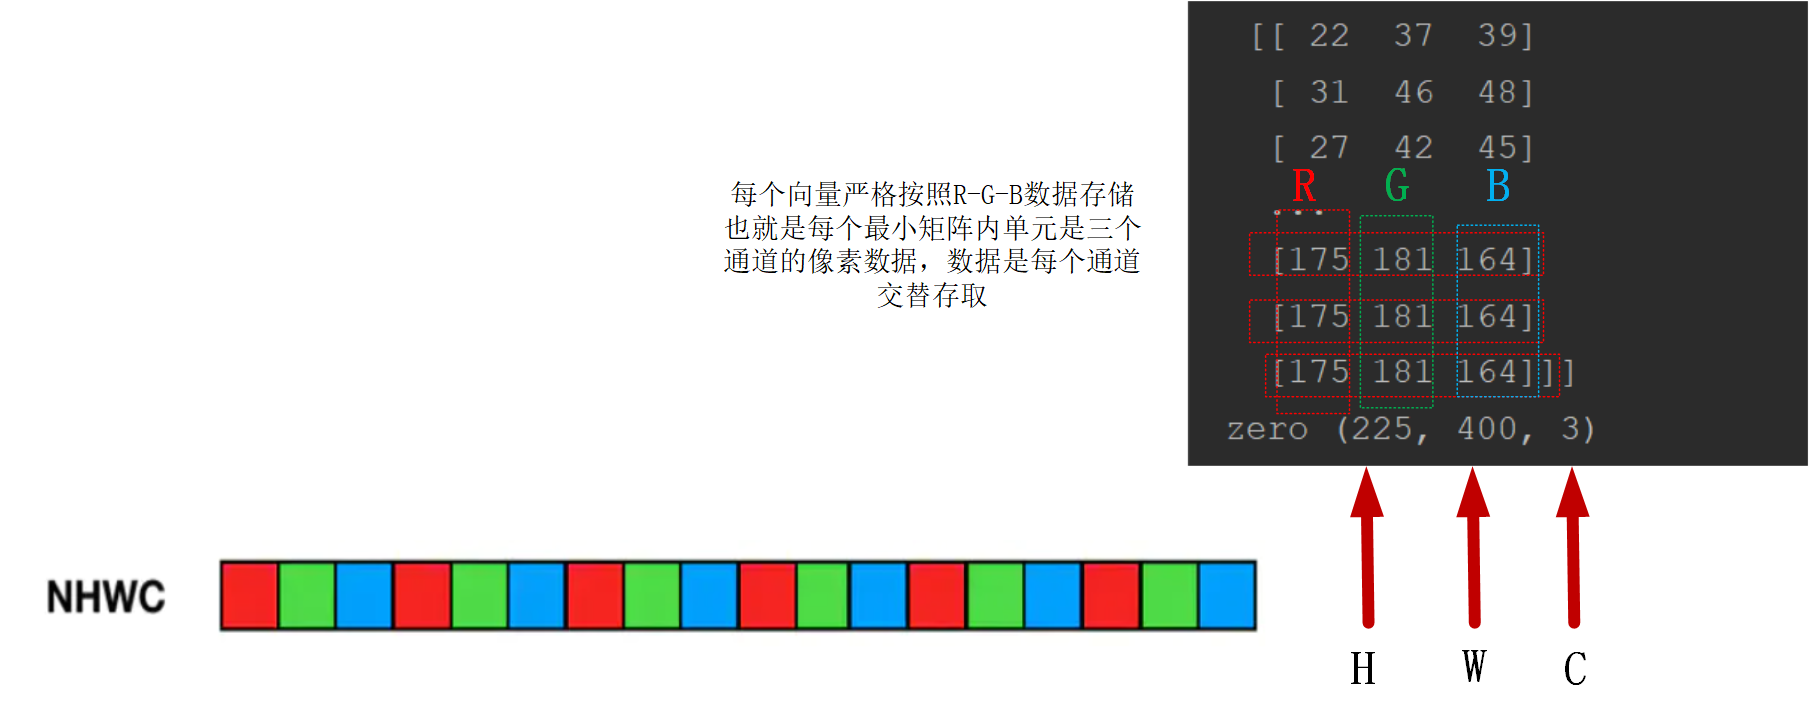 [[ 22 37 39]
[ 31 46 48]
[ 27 42 45]
R G B
...
[175 181 164]
[175 181 164]
[175 181 164]]]
zero (225, 400, 3)
每个向量严格按照R-G-B数据存储
也就是每个最小矩阵内单元是三个
通道的像素数据，数据是每个通道
交替存取
NHWC
H W C